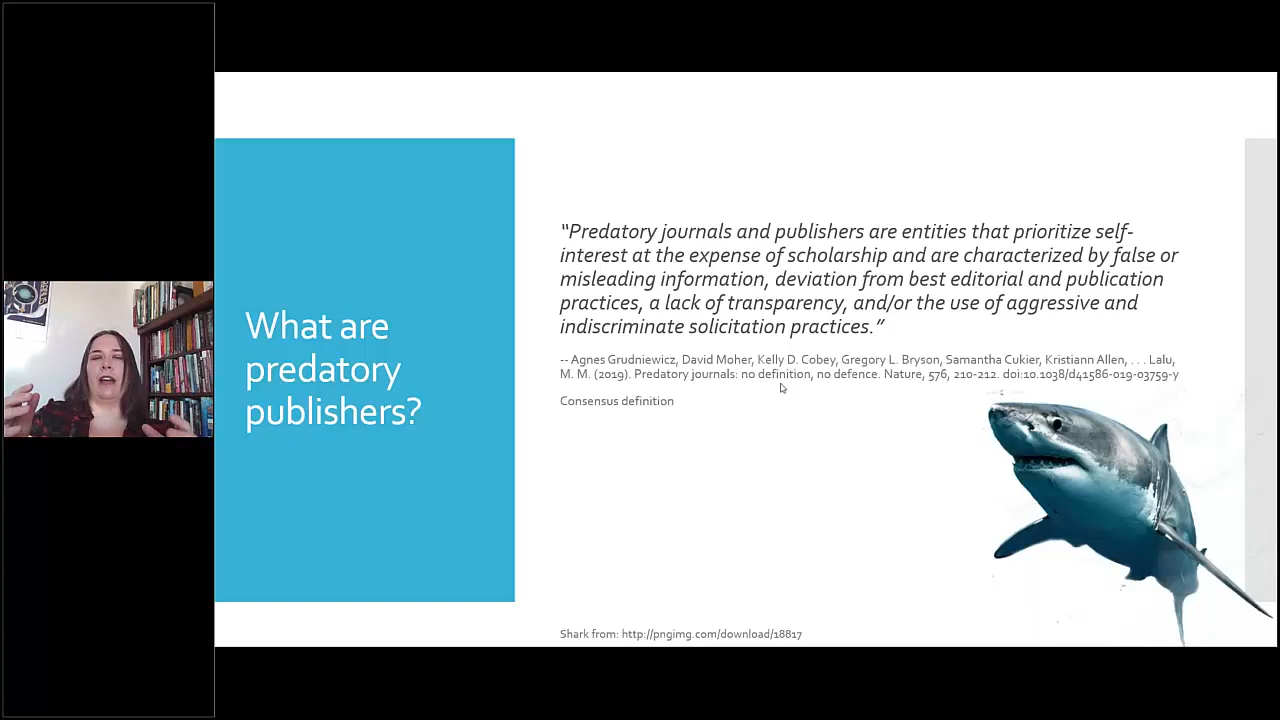 What are
predatory
publishers?
“Predatory journals and publishers are entities that prioritize self-
interest at the expense of scholarship and are characterized by false or
misleading information, deviation from best editorial and publication
practices, a lack of transparency, and/or the use of aggressive and
indiscriminate solicitation practices.”
-- Agnes Grudniewicz, David Moher, Kelly D. Cobey, Gregory L. Bryson, Samantha Cukier, Kristiann Allen, . . . Lalu,
M. M. (2019). Predatory journals: no definition, no defence. Nature, 576, 210-212. doi:10.1038/d41586-019-03759-y
Consensus definition
Shark from: http://pngimg.com/download/18817